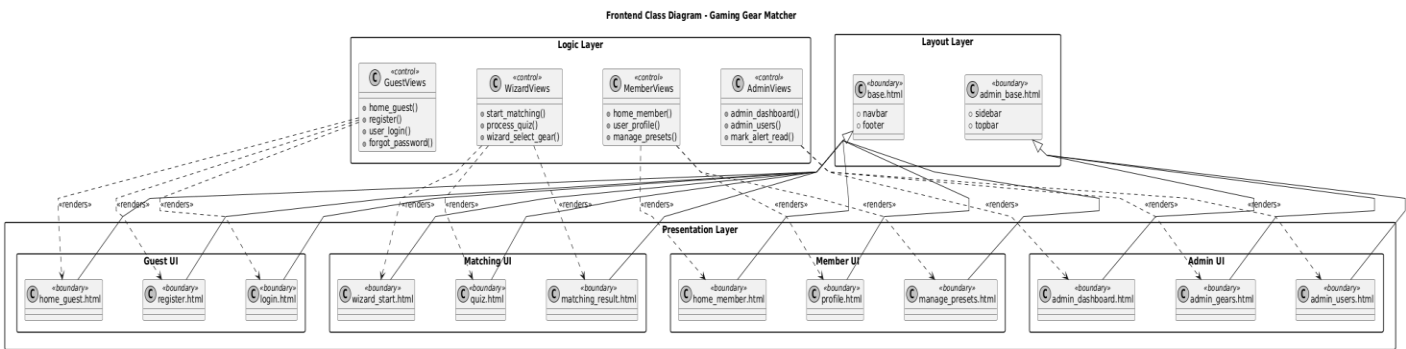 Frontend Class Diagram - Gaming Gear Matcher
Logic Layer
Layout Layer
C
«control»
GuestViews
home_guest()
register()
user_login()
forgot_password()
C
«control»
WizardViews
start_matching()
process_quiz()
wizard_select_gear()
C
«control»
MemberViews
home_member()
user_profile()
manage_presets()
C
«control»
AdminViews
admin_dashboard()
admin_users()
mark_alert_read()
C
«boundary»
base.html
navbar
footer
C
«boundary»
admin_base.html
sidebar
topbar
«renders»
«renders»
«renders»
«renders»
«renders»
«renders»
«renders»
«renders»
«renders»
«renders»
«renders»
«renders»
Presentation Layer
Guest UI
Matching UI
Member UI
Admin UI
C
«boundary»
home_guest.html
C
«boundary»
register.html
C
«boundary»
login.html
C
«boundary»
wizard_start.html
C
«boundary»
quiz.html
C
«boundary»
matching_result.html
C
«boundary»
home_member.html
C
«boundary»
profile.html
C
«boundary»
manage_presets.html
C
«boundary»
admin_dashboard.html
C
«boundary»
admin_gears.html
C
«boundary»
admin_users.html